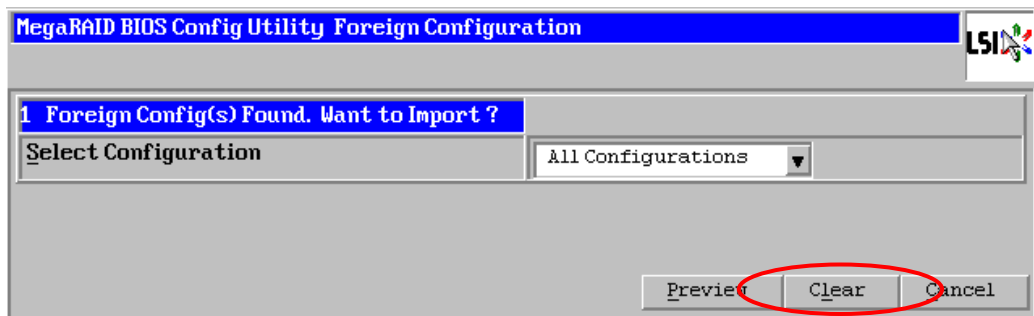 MegaRAID BIOS Config Utility Foreign Configuration
LSI
1 Foreign Config(s) Found. Want to Import ?
Select Configuration
All Configurations
Preview Clear Cancel